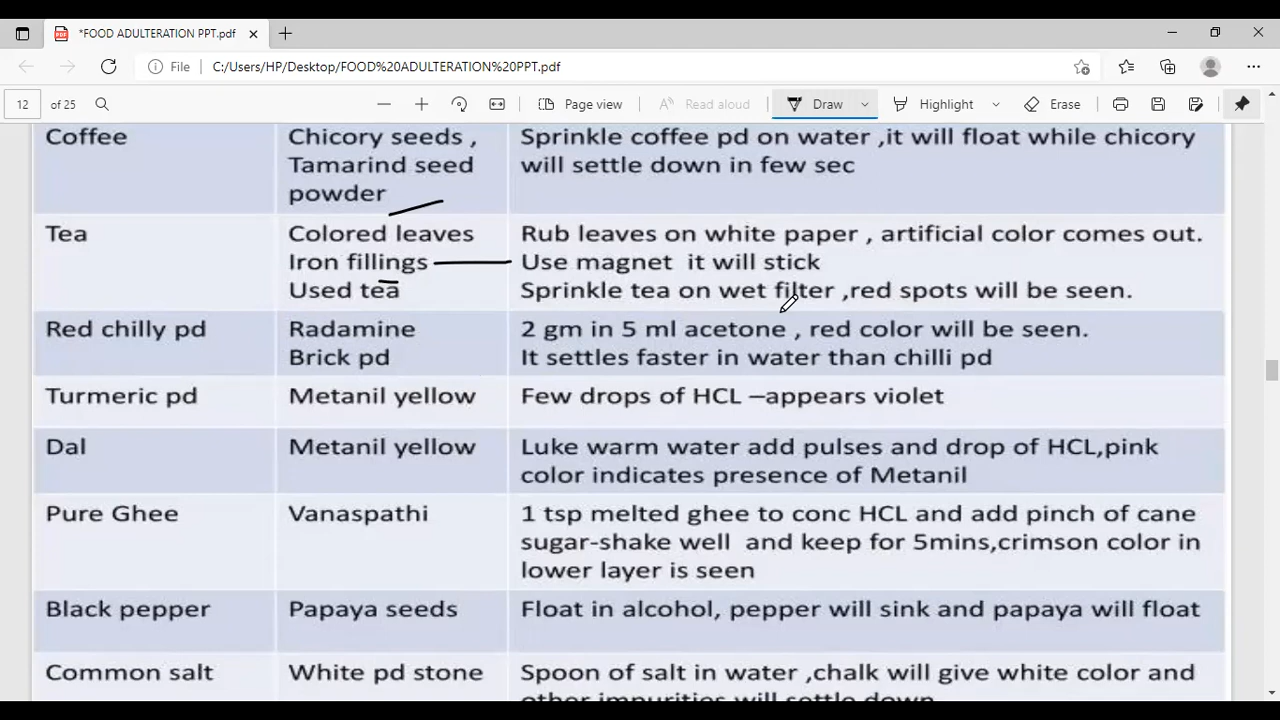 *FOOD ADULTERATION PPT.pdf
File
C:/Users/HP/Desktop/FOOD%20ADULTERATION%20PPT.pdf
12 of 25
Page view
Read aloud
Draw
Highlight
Erase
Coffee
Chicory seeds ,
Tamarind seed
powder
Sprinkle coffee pd on water ,it will float while chicory
will settle down in few sec
Tea
Colored leaves
Iron fillings
Used tea
Rub leaves on white paper , artificial color comes out.
Use magnet it will stick
Sprinkle tea on wet filter ,red spots will be seen.
Red chilly pd
Radamine
Brick pd
2 gm in 5 ml acetone , red color will be seen.
It settles faster in water than chilli pd
Turmeric pd
Metanil yellow
Few drops of HCL –appears violet
Dal
Metanil yellow
Luke warm water add pulses and drop of HCL,pink
color indicates presence of Metanil
Pure Ghee
Vanaspathi
1 tsp melted ghee to conc HCL and add pinch of cane
sugar-shake well and keep for 5mins,crimson color in
lower layer is seen
Black pepper
Papaya seeds
Float in alcohol, pepper will sink and papaya will float
Common salt
White pd stone
Spoon of salt in water ,chalk will give white color and
other impurities will settle down